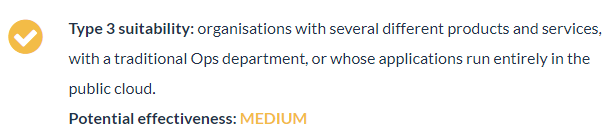 Type 3 suitability: organisations with several different products and services,
with a traditional Ops department, or whose applications run entirely in the
public cloud.
Potential effectiveness: MEDIUM